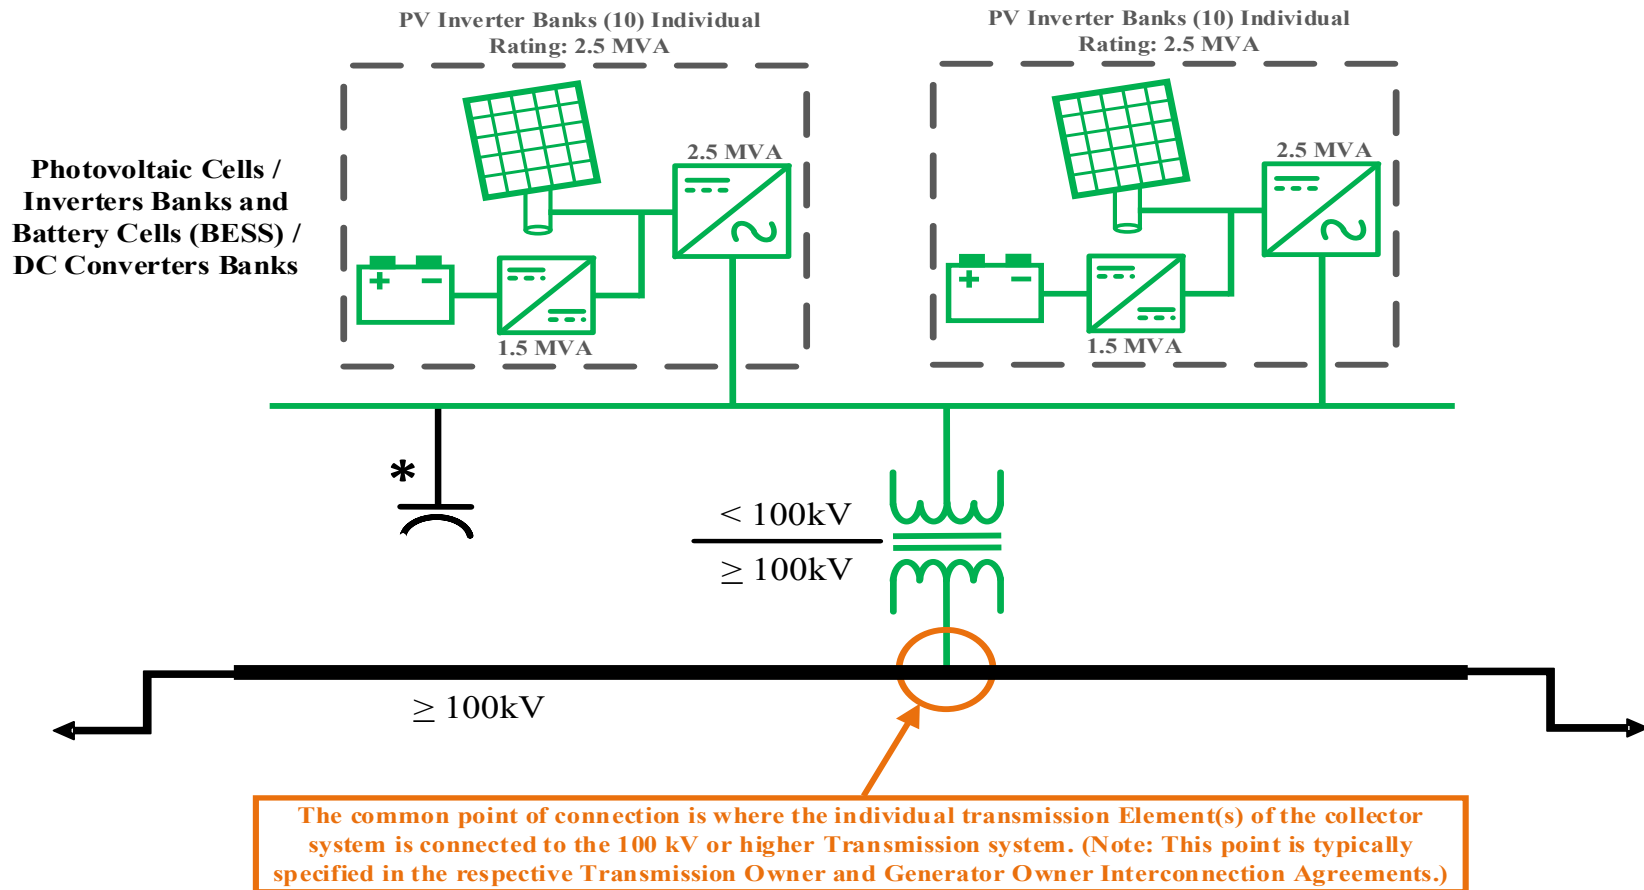 PV Inverter Banks (10) Individual
Rating: 2.5 MVA
PV Inverter Banks (10) Individual
Rating: 2.5 MVA
Photovoltaic Cells /
Inverters Banks and
Battery Cells (BESS) /
DC Converters Banks
2.5 MVA
+ −
1.5 MVA
2.5 MVA
+ −
1.5 MVA
*
< 100kV
≥ 100kV
≥ 100kV
The common point of connection is where the individual transmission Element(s) of the collector
system is connected to the 100 kV or higher Transmission system. (Note: This point is typically
specified in the respective Transmission Owner and Generator Owner Interconnection Agreements.)